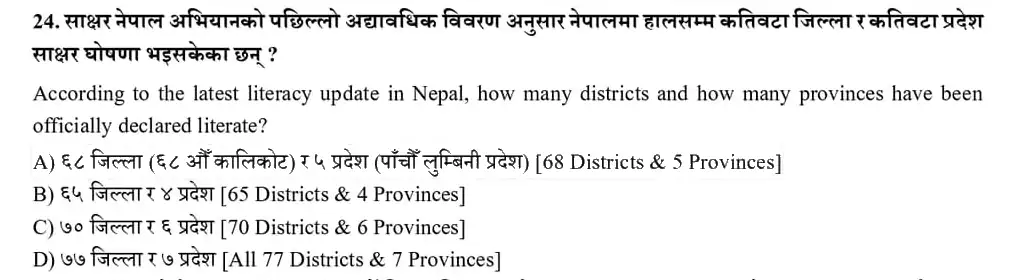 24. साक्षर नेपाल अभियानको पछिल्लो अद्यावधिक विवरण अनुसार नेपालमा हालसम्म कतिवटा जिल्ला र कतिवटा प्रदेश
साक्षर घोषणा भइसकेका छन् ?
According to the latest literacy update in Nepal, how many districts and how many provinces have been
officially declared literate?
A) ६८ जिल्ला (६८ औँ कालिकोट) र ५ प्रदेश (पाँचौँ लुम्बिनी प्रदेश) [68 Districts & 5 Provinces]
B) ६५ जिल्ला र ४ प्रदेश [65 Districts & 4 Provinces]
C) ७० जिल्ला र ६ प्रदेश [70 Districts & 6 Provinces]
D) ७७ जिल्ला र ७ प्रदेश [All 77 Districts & 7 Provinces]